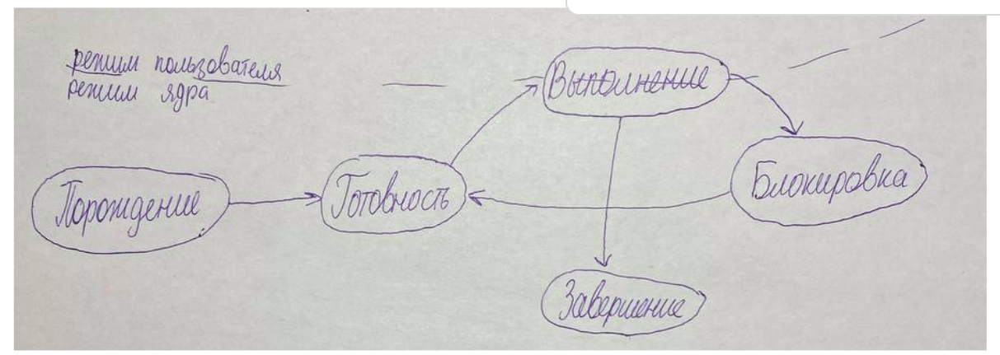 режим пользователя
режим ядра
Выполнение
Порождение
Готовность
Блокировка
Завершение